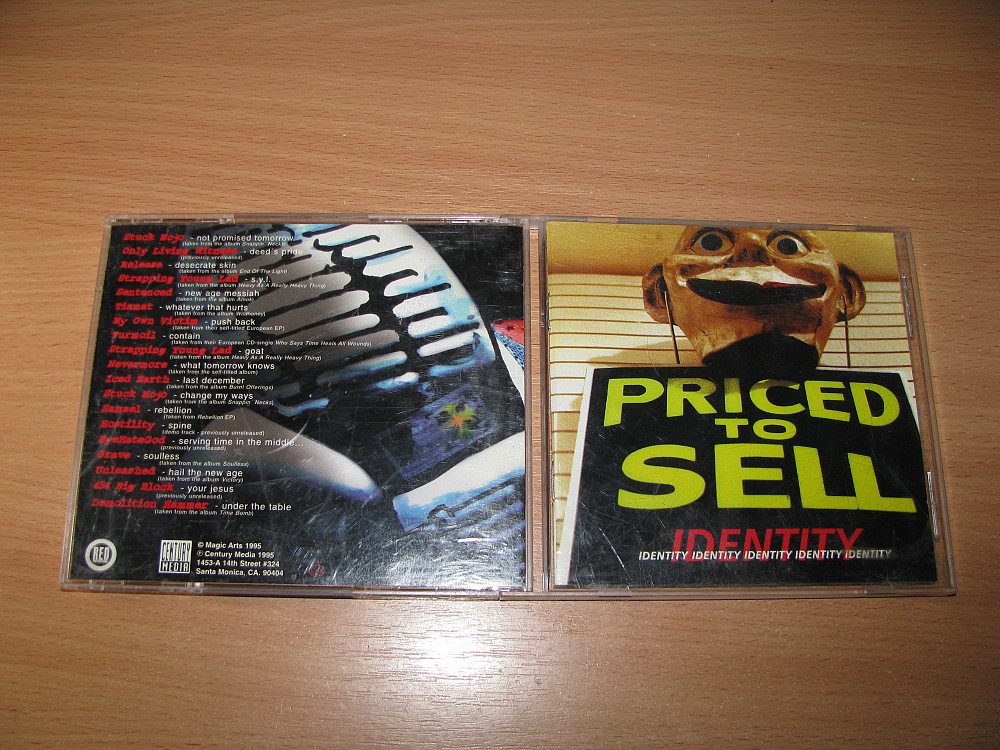 Stuck Mojo - not promised tomorrow
(taken from the album Snappin' Necks)
Only Living Witness - deed's pride
(previously unreleased)
Release - desecrate skin
(taken from the album End Of The Light)
Strapping Young Lad - s.y.l.
(taken from the album Heavy As A Really Heavy Thing)
Sentenced - new age messiah
(taken from the album Amok)
Tiamat - whatever that hurts
(taken from the album Wildhoney)
My Own Victim - push back
(taken from their self-titled European EP)
Turmoil - contain
(taken from their European CD-single Who Says Time Heals All Wounds)
Strapping Young Lad - goat
(taken from the album Heavy As A Really Heavy Thing)
Nevermore - what tomorrow knows
(taken from the self-titled album)
Iced Earth - last december
(taken from the album Burnt Offerings)
Stuck Mojo - change my ways
(taken from the album Snappin' Necks)
Samael - rebellion
(taken from Rebellion EP)
Hostility - spine
(demo track - previously unreleased)
EyeHateGod - serving time in the middle...
(previously unreleased)
Grave - soulless
(taken from the album Soulless)
Unleashed - hail the new age
(taken from the album Victory)
454 Big Block - your jesus
(previously unreleased)
Demolition Hammer - under the table
(taken from the album Time Bomb)
RED
CENTURY
MEDIA
© Magic Arts 1995
℗ Century Media 1995
1453-A 14th Street #324
Santa Monica, CA. 90404
PRICED
TO
SELL
IDENTITY
IDENTITY IDENTITY IDENTITY IDENTITY IDENTITY